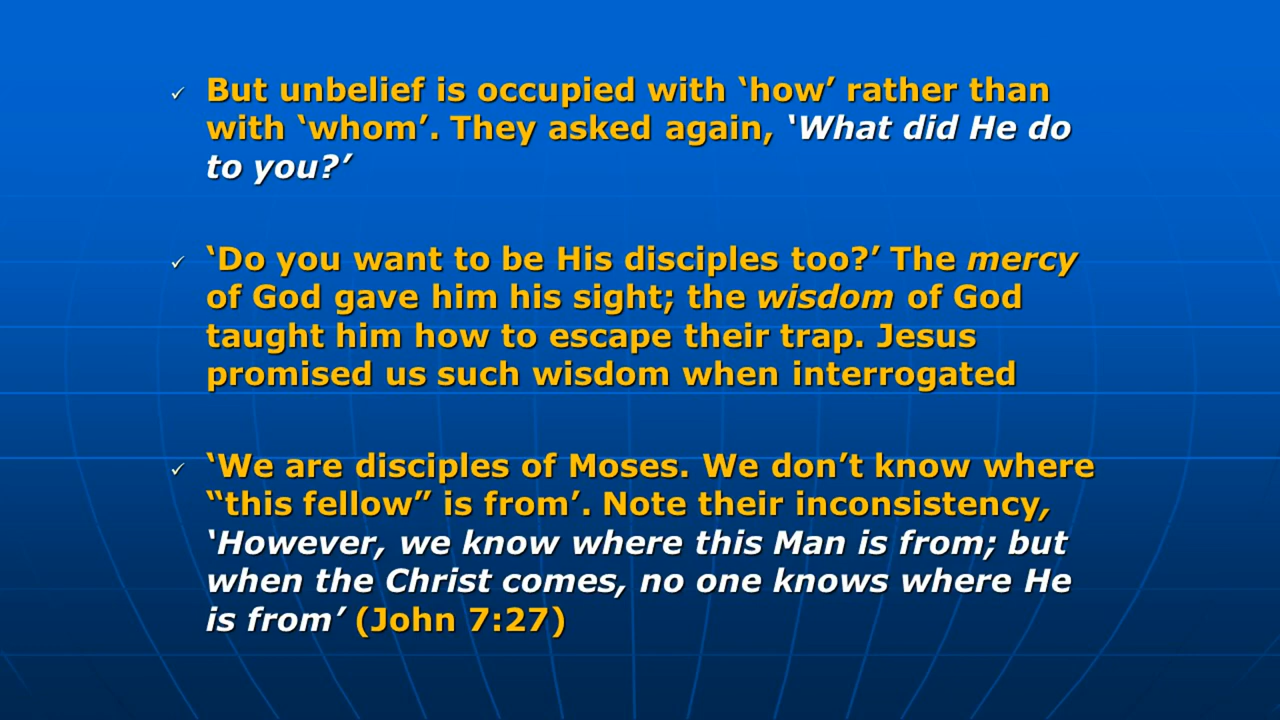 ✓ But unbelief is occupied with ‘how’ rather than
with ‘whom’. They asked again, ‘What did He do
to you?’
✓ ‘Do you want to be His disciples too?’ The mercy
of God gave him his sight; the wisdom of God
taught him how to escape their trap. Jesus
promised us such wisdom when interrogated
✓ ‘We are disciples of Moses. We don’t know where
“this fellow” is from’. Note their inconsistency,
‘However, we know where this Man is from; but
when the Christ comes, no one knows where He
is from’ (John 7:27)